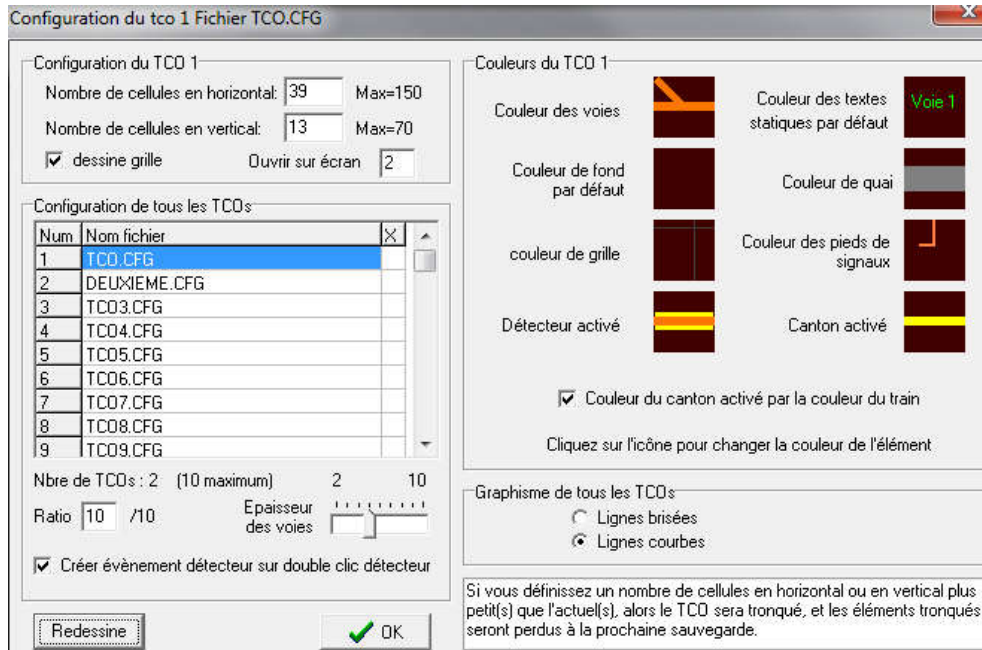 Configuration du tco 1 Fichier TCO.CFG
Configuration du TCO 1
Nombre de cellules en horizontal: 39 Max=150
Nombre de cellules en vertical: 13 Max=70
dessine grille Ouvrir sur écran 2
Configuration de tous les TCOs
Num Nom fichier X
1 TCO.CFG
2 DEUXIEME.CFG
3 TCO3.CFG
4 TCO4.CFG
5 TCO5.CFG
6 TCO6.CFG
7 TCO7.CFG
8 TCO8.CFG
9 TCO9.CFG
Nbre de TCOs : 2 (10 maximum) 2 10
Ratio 10 /10
Epaisseur
des voies
Créer évènement détecteur sur double clic détecteur
Redessine
OK
Couleurs du TCO 1
Couleur des voies
Couleur des textes
statiques par défaut
Voie 1
Couleur de fond
par défaut
Couleur de quai
couleur de grille
Couleur des pieds de
signaux
Détecteur activé
Canton activé
Couleur du canton activé par la couleur du train
Cliquez sur l'icône pour changer la couleur de l'élément
Graphisme de tous les TCOs
Lignes brisées
Lignes courbes
Si vous définissez un nombre de cellules en horizontal ou en vertical plus
petit(s) que l'actuel(s), alors le TCO sera tronqué, et les éléments tronqués
seront perdus à la prochaine sauvegarde.